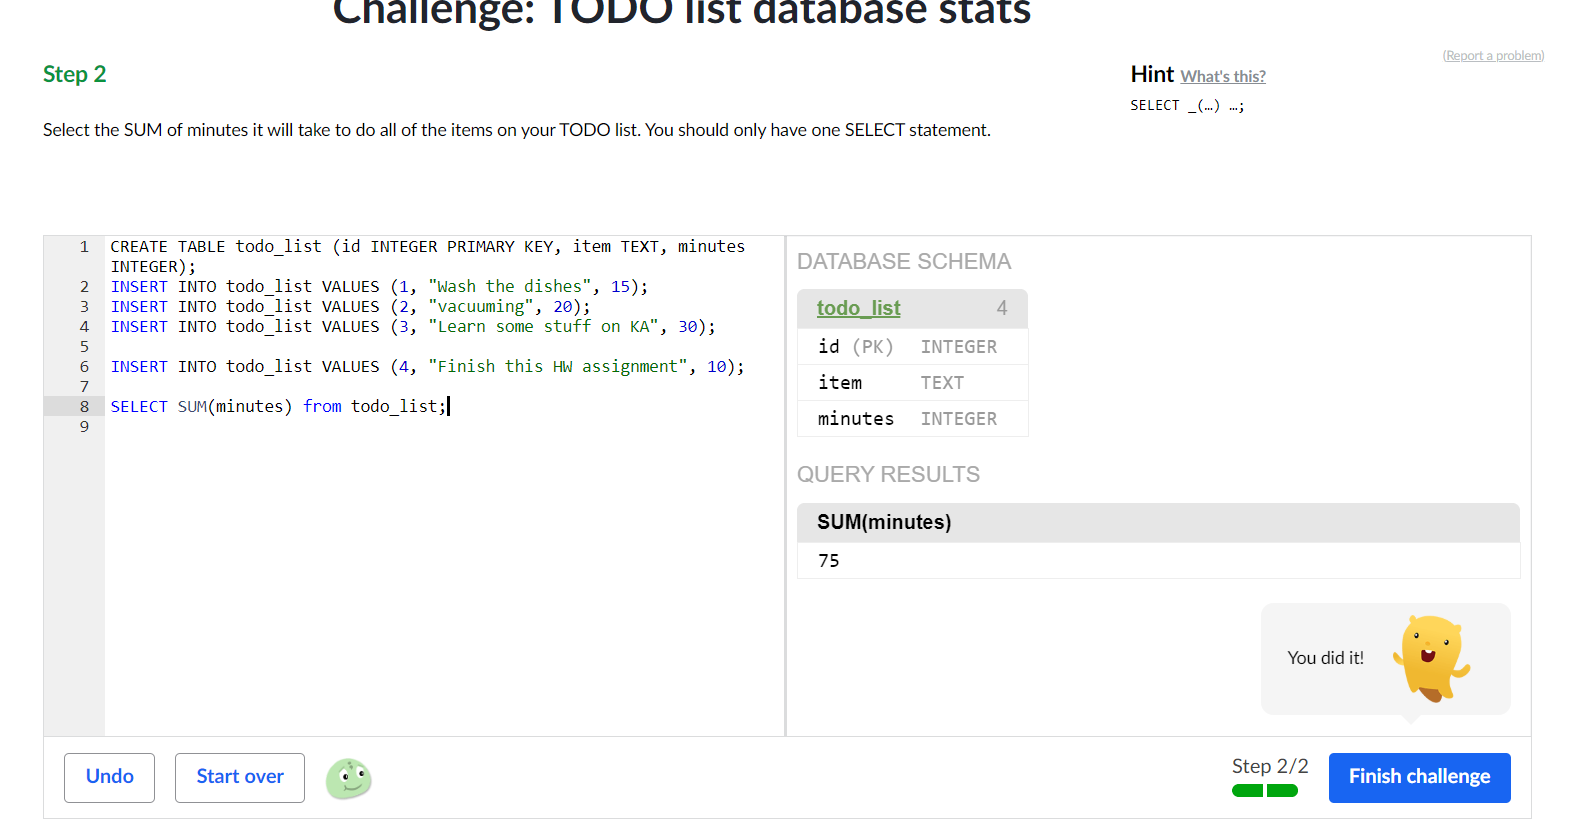 Challenge: TODO list database stats
(Report a problem)
Step 2
Hint What's this?
SELECT _(…) …;
Select the SUM of minutes it will take to do all of the items on your TODO list. You should only have one SELECT statement.
1 CREATE TABLE todo_list (id INTEGER PRIMARY KEY, item TEXT, minutes
INTEGER);
2 INSERT INTO todo_list VALUES (1, "Wash the dishes", 15);
3 INSERT INTO todo_list VALUES (2, "vacuuming", 20);
4 INSERT INTO todo_list VALUES (3, "Learn some stuff on KA", 30);
5
6 INSERT INTO todo_list VALUES (4, "Finish this HW assignment", 10);
7
8 SELECT SUM(minutes) from todo_list;
9
DATABASE SCHEMA
todo_list 4
id (PK) INTEGER
item TEXT
minutes INTEGER
QUERY RESULTS
SUM(minutes)
75
You did it!
Undo
Start over
Step 2/2
Finish challenge